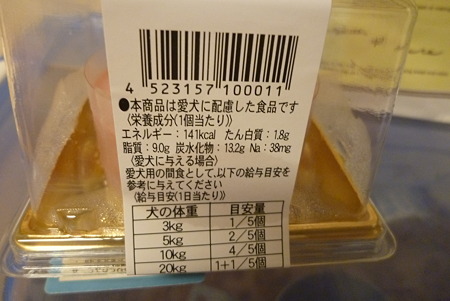 4 523157 100011
●本商品は愛犬に配慮した食品です
〈栄養成分(1個当たり)〉
エネルギー：141kcal たん白質：1.8g
脂質：9.0g 炭水化物：13.2g Na：38mg
〈愛犬に与える場合〉
愛犬用の間食として、以下の給与目安を
参考に与えてください
〈給与目安(1日当たり)〉
犬の体重 目安量
3kg 1/5個
5kg 2/5個
10kg 4/5個
20kg 1+1/5個